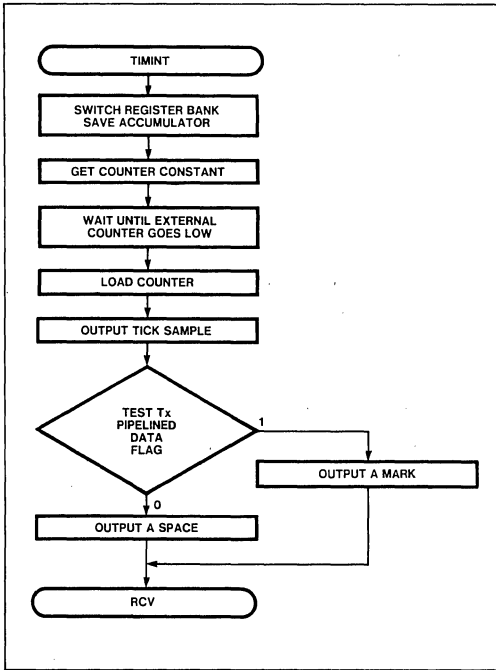 TIMINT
SWITCH REGISTER BANK
SAVE ACCUMULATOR
GET COUNTER CONSTANT
WAIT UNTIL EXTERNAL
COUNTER GOES LOW
LOAD COUNTER
OUTPUT TICK SAMPLE
TEST Tx
PIPELINED
DATA
FLAG
1
OUTPUT A MARK
0
OUTPUT A SPACE
RCV